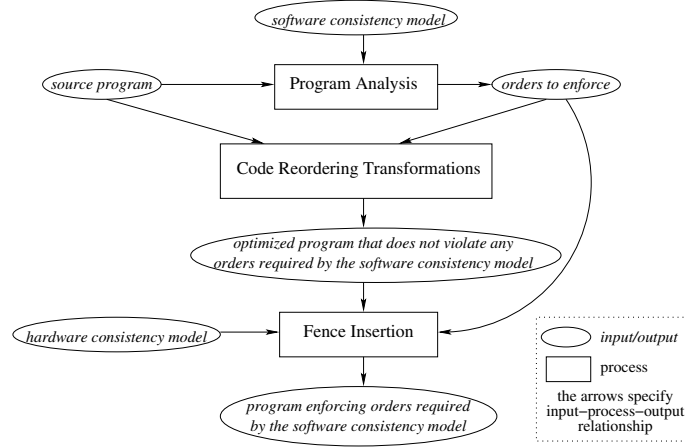 software consistency model
source program
Program Analysis
orders to enforce
Code Reordering Transformations
optimized program that does not violate any
orders required by the software consistency model
hardware consistency model
Fence Insertion
program enforcing orders required
by the software consistency model
input/output
process
the arrows specify
input−process−output
relationship